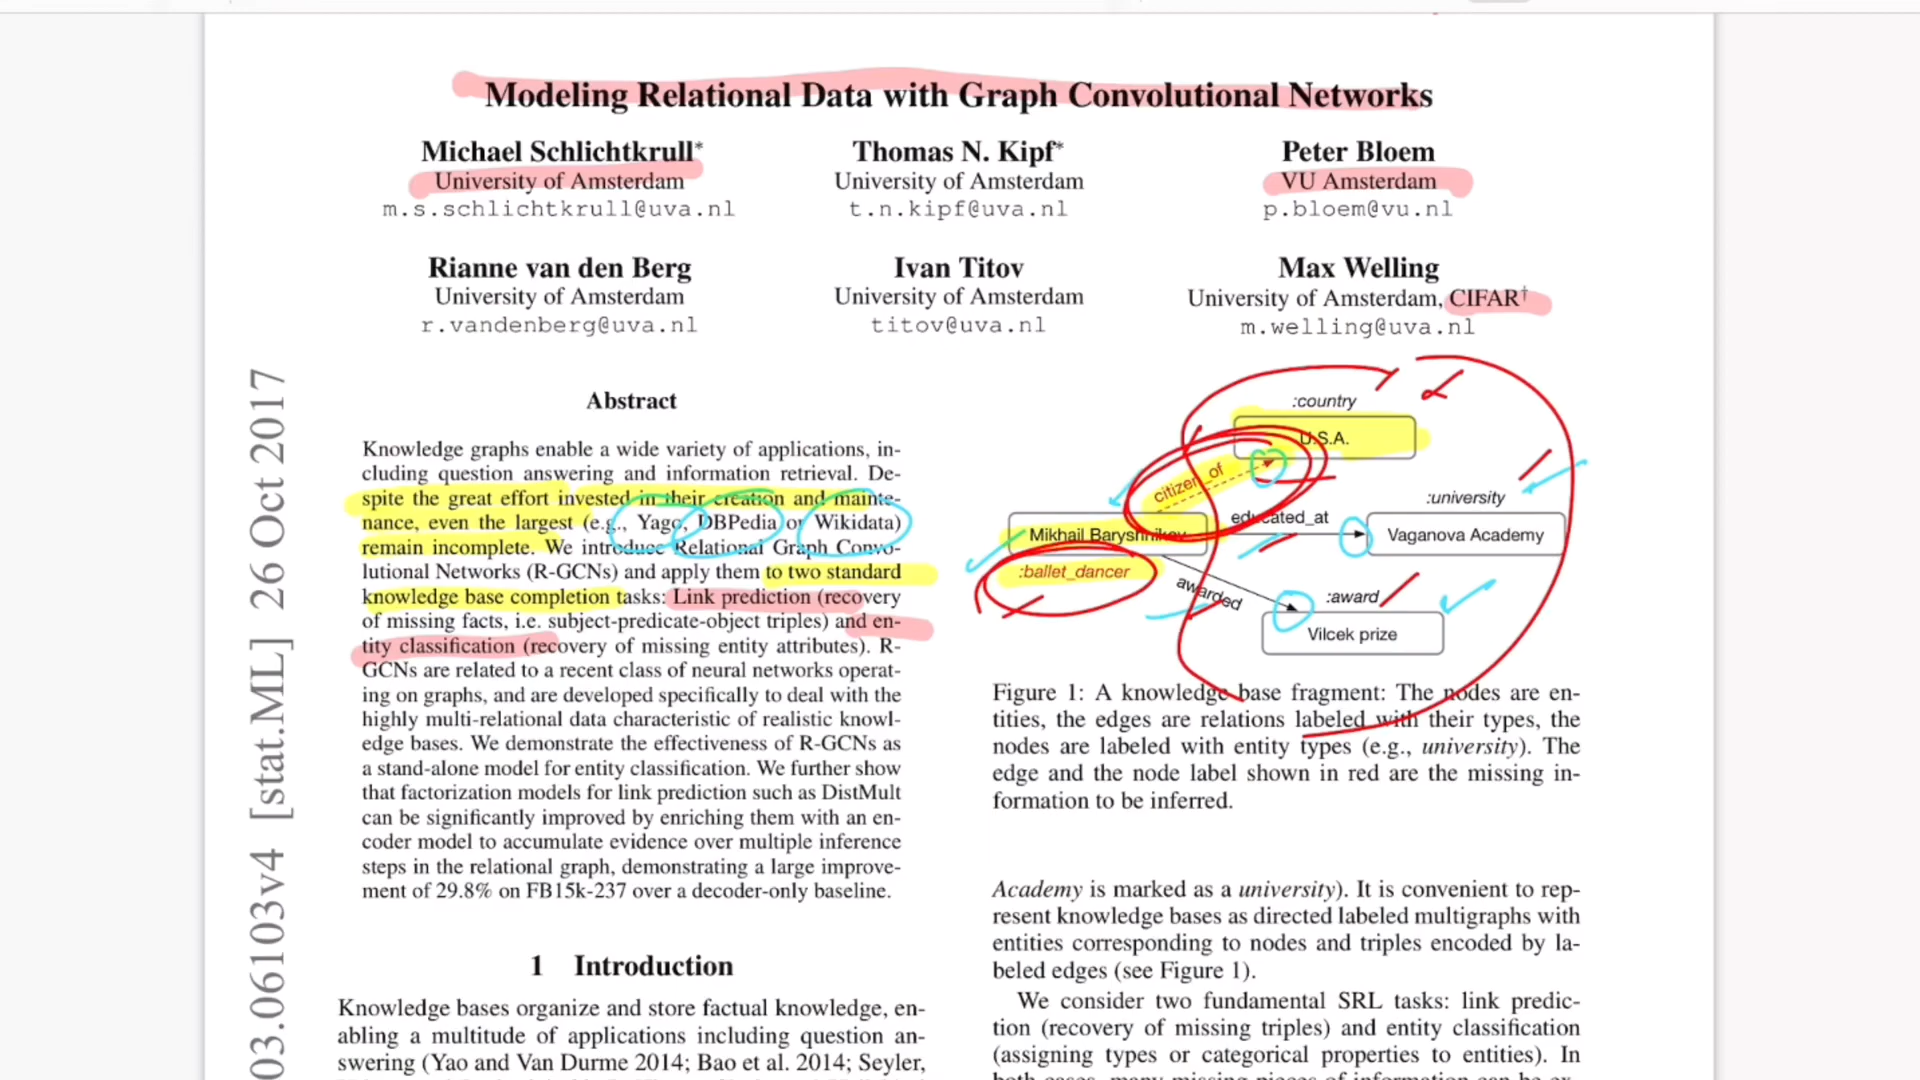 Modeling Relational Data with Graph Convolutional Networks
Michael Schlichtkrull*
University of Amsterdam
m.s.schlichtkrull@uva.nl
Thomas N. Kipf*
University of Amsterdam
t.n.kipf@uva.nl
Peter Bloem
VU Amsterdam
p.bloem@vu.nl
Rianne van den Berg
University of Amsterdam
r.vandenberg@uva.nl
Ivan Titov
University of Amsterdam
titov@uva.nl
Max Welling
University of Amsterdam, CIFAR†
m.welling@uva.nl
03.06103v4 [stat.ML] 26 Oct 2017
Abstract
Knowledge graphs enable a wide variety of applications, in-
cluding question answering and information retrieval. De-
spite the great effort invested in their creation and mainte-
nance, even the largest (e.g., Yago, DBPedia or Wikidata)
remain incomplete. We introduce Relational Graph Convo-
lutional Networks (R-GCNs) and apply them to two standard
knowledge base completion tasks: Link prediction (recovery
of missing facts, i.e. subject-predicate-object triples) and en-
tity classification (recovery of missing entity attributes). R-
GCNs are related to a recent class of neural networks operat-
ing on graphs, and are developed specifically to deal with the
highly multi-relational data characteristic of realistic knowl-
edge bases. We demonstrate the effectiveness of R-GCNs as
a stand-alone model for entity classification. We further show
that factorization models for link prediction such as DistMult
can be significantly improved by enriching them with an en-
coder model to accumulate evidence over multiple inference
steps in the relational graph, demonstrating a large improve-
ment of 29.8% on FB15k-237 over a decoder-only baseline.
1 Introduction
Knowledge bases organize and store factual knowledge, en-
abling a multitude of applications including question an-
swering (Yao and Van Durme 2014; Bao et al. 2014; Seyler,
:country
U.S.A.
citizen_of
:university
educated_at
Mikhail Baryshnikov
Vaganova Academy
:ballet_dancer
awarded
:award
Vilcek prize
Figure 1: A knowledge base fragment: The nodes are en-
tities, the edges are relations labeled with their types, the
nodes are labeled with entity types (e.g., university). The
edge and the node label shown in red are the missing in-
formation to be inferred.
Academy is marked as a university). It is convenient to rep-
resent knowledge bases as directed labeled multigraphs with
entities corresponding to nodes and triples encoded by la-
beled edges (see Figure 1).
We consider two fundamental SRL tasks: link predic-
tion (recovery of missing triples) and entity classification
(assigning types or categorical properties to entities). In
both cases, many missing pieces of information can be ex-